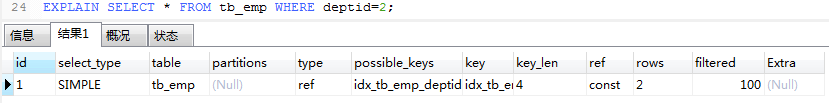 24 EXPLAIN SELECT * FROM tb_emp WHERE deptid=2;
信息 结果1 概况 状态
id select_type table partitions type possible_keys key key_len ref rows filtered Extra
1 SIMPLE tb_emp (Null) ref idx_tb_emp_deptid idx_tb_e 4 const 2 100 (Null)